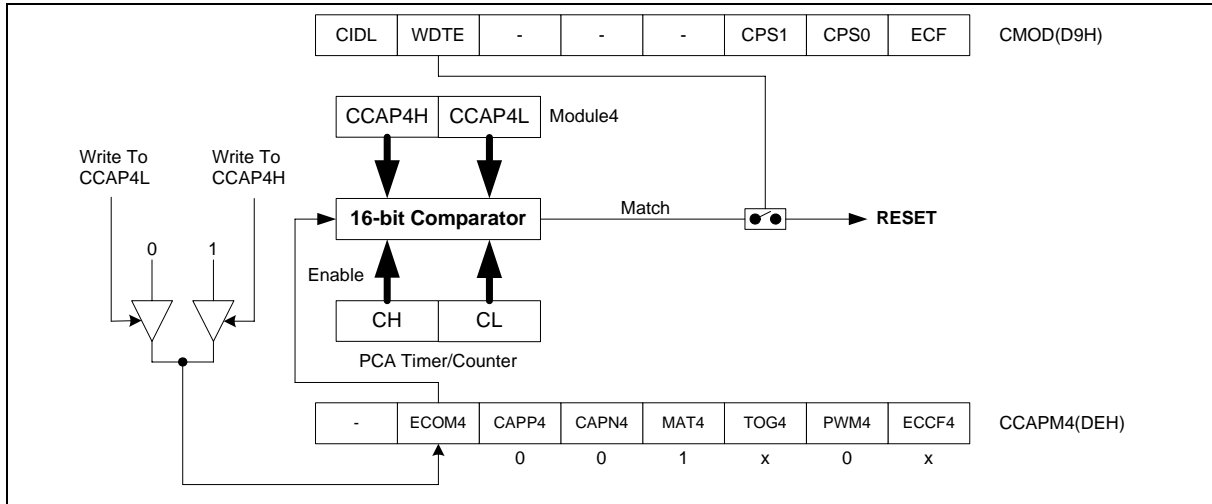 CIDL WDTE - - - CPS1 CPS0 ECF CMOD(D9H)
CCAP4H CCAP4L Module4
Write To
CCAP4L
Write To
CCAP4H
16-bit Comparator
Match
RESET
0 1
Enable
CH CL
PCA Timer/Counter
- ECOM4 CAPP4 CAPN4 MAT4 TOG4 PWM4 ECCF4 CCAPM4(DEH)
0 0 1 x 0 x